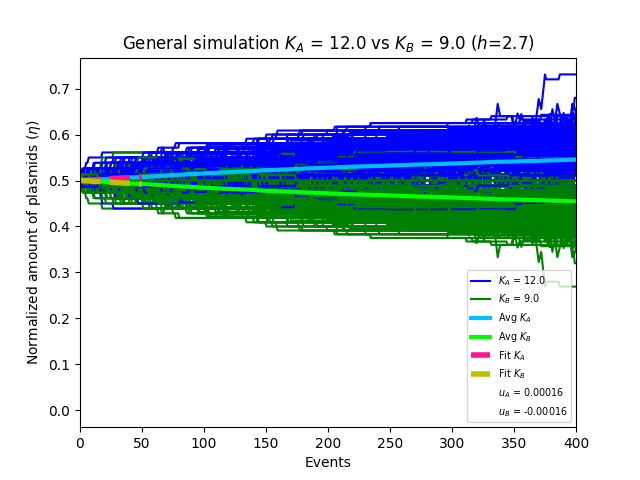 General simulation K_A = 12.0 vs K_B = 9.0 (h=2.7)
Normalized amount of plasmids (η)
0.7
0.6
0.5
0.4
0.3
0.2
0.1
0.0
K_A = 12.0
K_B = 9.0
Avg K_A
Avg K_B
Fit K_A
Fit K_B
u_A = 0.00016
u_B = -0.00016
0 50 100 150 200 250 300 350 400
Events